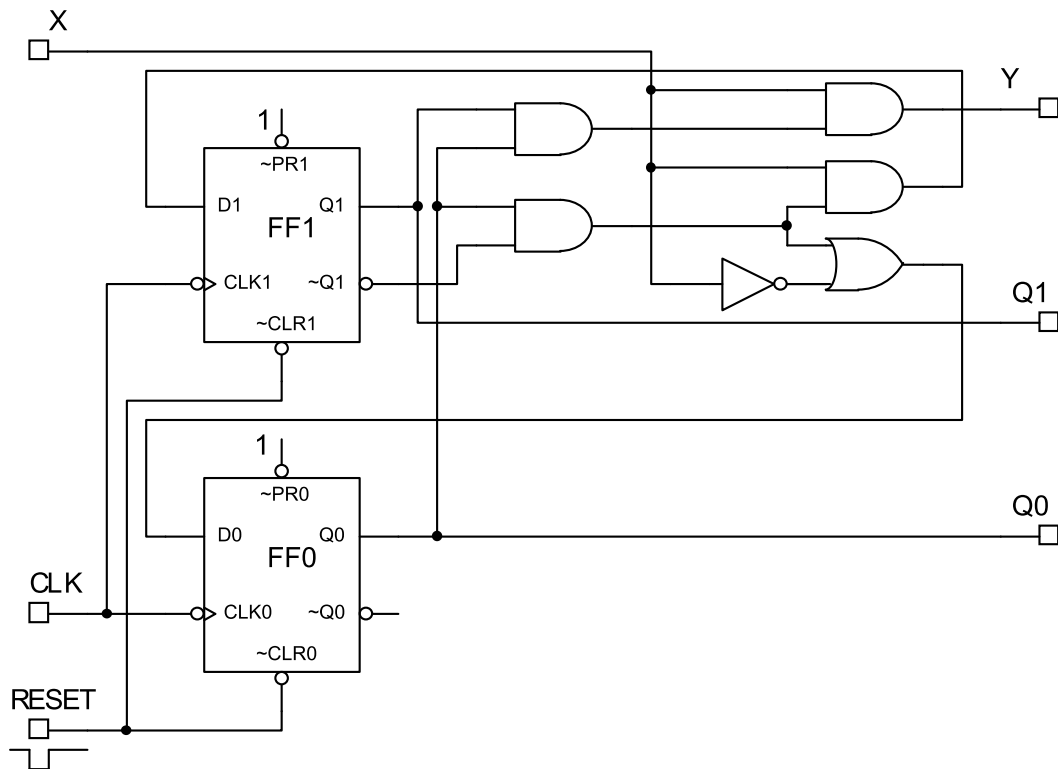 X
Y
1
~PR1
D1
Q1
FF1
CLK1
~Q1
~CLR1
Q1
1
~PR0
D0
Q0
FF0
Q0
CLK
CLK0
~Q0
~CLR0
RESET